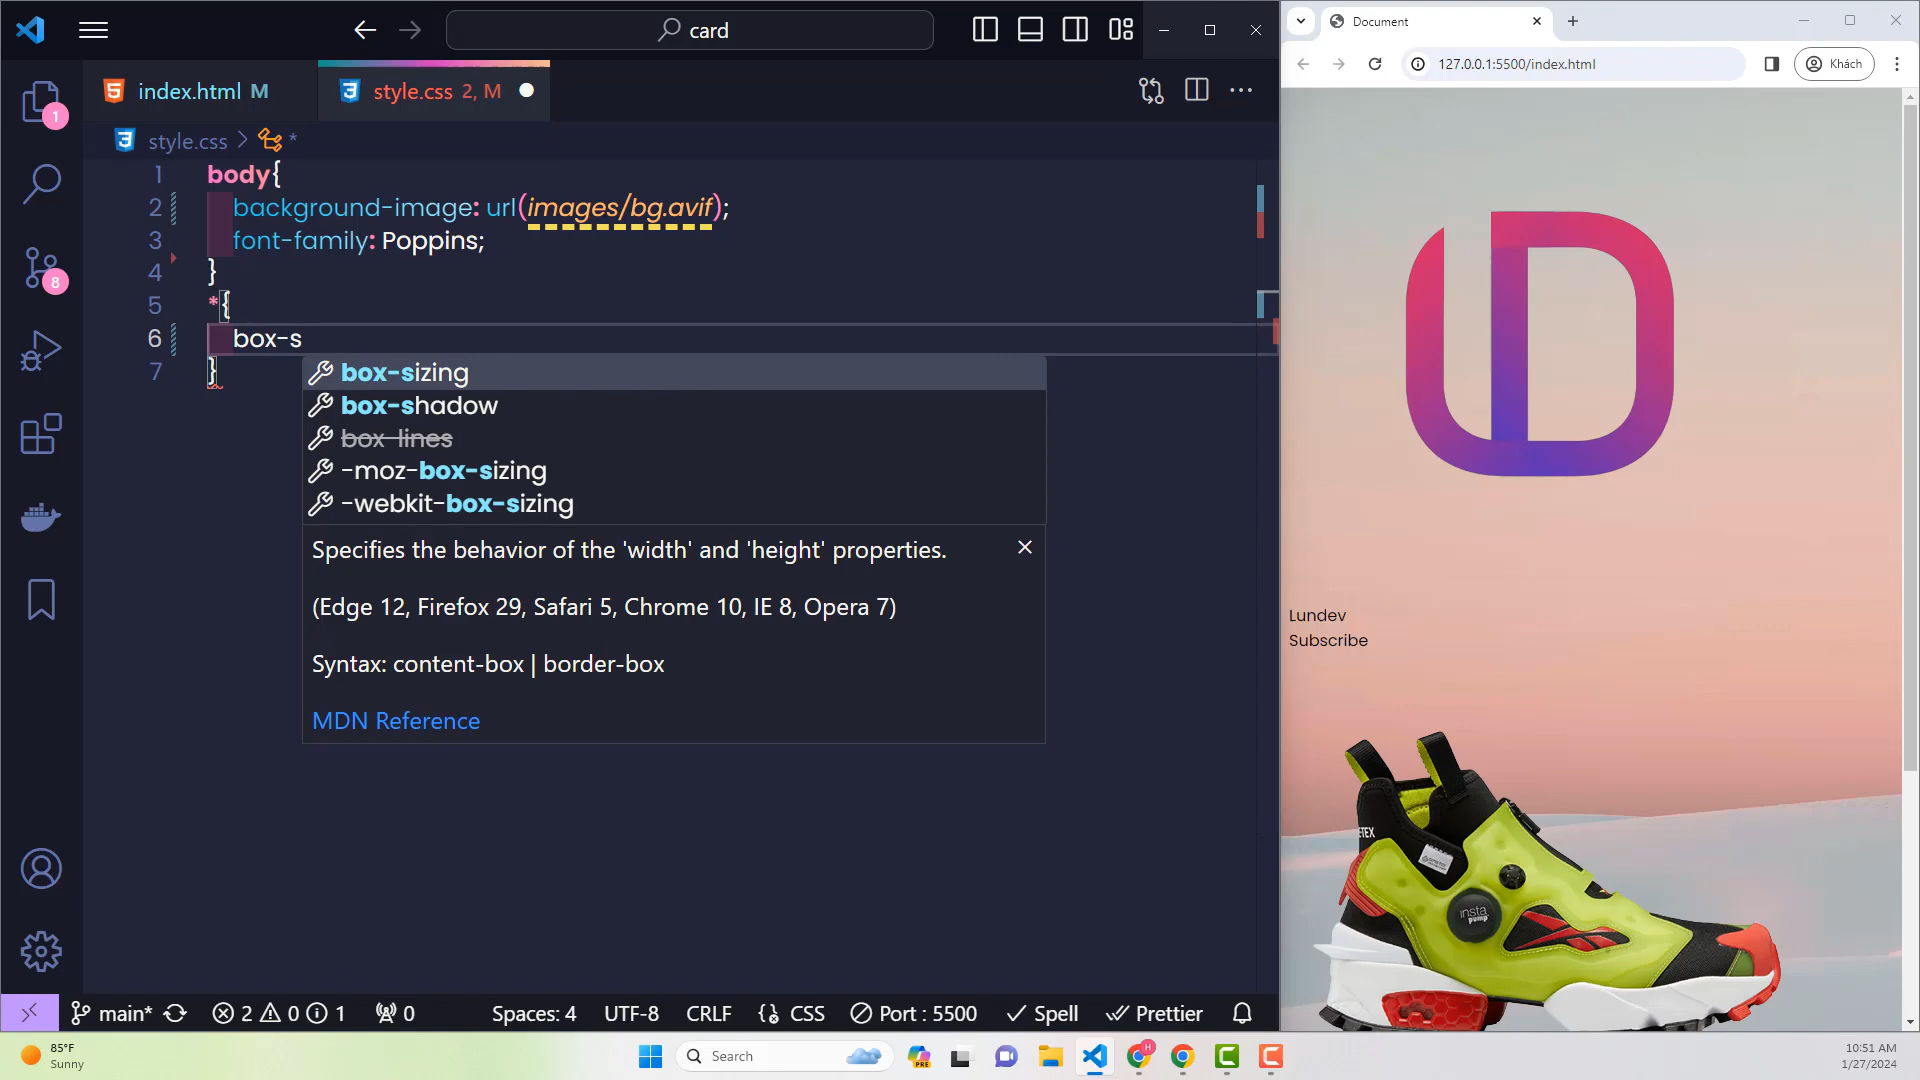 card
index.html M
style.css 2, M
style.css > *
1 body{
2 background-image: url(images/bg.avif);
3 font-family: Poppins;
4 }
5 *{
6 box-s
7 }
box-sizing
box-shadow
box-lines
-moz-box-sizing
-webkit-box-sizing
Specifies the behavior of the 'width' and 'height' properties.
(Edge 12, Firefox 29, Safari 5, Chrome 10, IE 8, Opera 7)
Syntax: content-box | border-box
MDN Reference
1
8
main* 2 0 1 0 Spaces: 4 UTF-8 CRLF {} CSS Port : 5500 Spell Prettier
Document
127.0.0.1:5500/index.html
Khách
Lundev
Subscribe
insta
pump
85°F
Sunny
Search
PRE
H
10:51 AM
1/27/2024